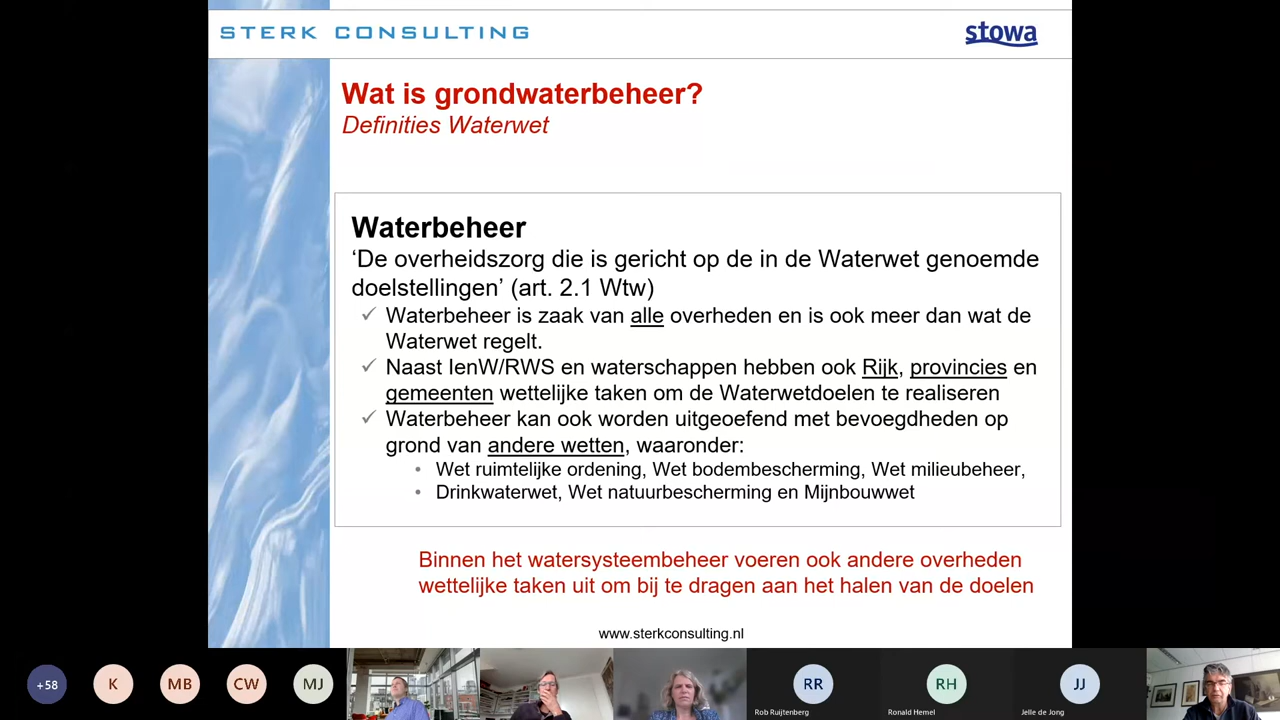 STERK CONSULTING
stowa
Wat is grondwaterbeheer?
Definities Waterwet
Waterbeheer
‘De overheidszorg die is gericht op de in de Waterwet genoemde
doelstellingen’ (art. 2.1 Wtw)
✓ Waterbeheer is zaak van alle overheden en is ook meer dan wat de
Waterwet regelt.
✓ Naast IenW/RWS en waterschappen hebben ook Rijk, provincies en
gemeenten wettelijke taken om de Waterwetdoelen te realiseren
✓ Waterbeheer kan ook worden uitgeoefend met bevoegdheden op
grond van andere wetten, waaronder:
• Wet ruimtelijke ordening, Wet bodembescherming, Wet milieubeheer,
• Drinkwaterwet, Wet natuurbescherming en Mijnbouwwet
Binnen het watersysteembeheer voeren ook andere overheden
wettelijke taken uit om bij te dragen aan het halen van de doelen
www.sterkconsulting.nl
+58
K
MB
CW
MJ
RR
RH
JJ
Rob Ruijtenberg
Ronald Hemel
Jelle de Jong